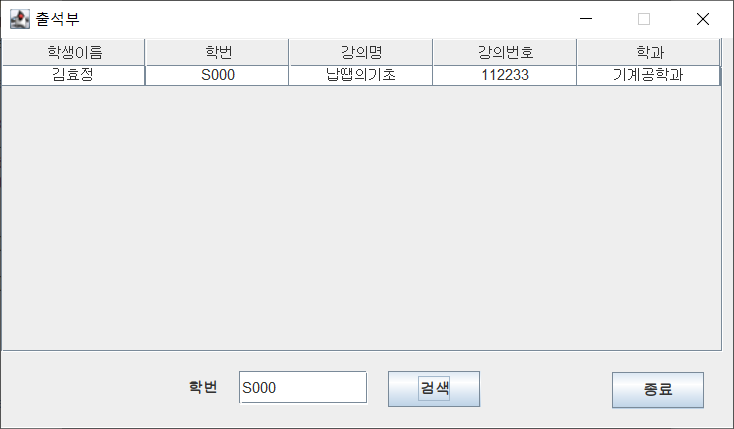 출석부
학생이름 학번 강의명 강의번호 학과
김효정 S000 납땝의기초 112233 기계공학과
학번 S000 검색 종료